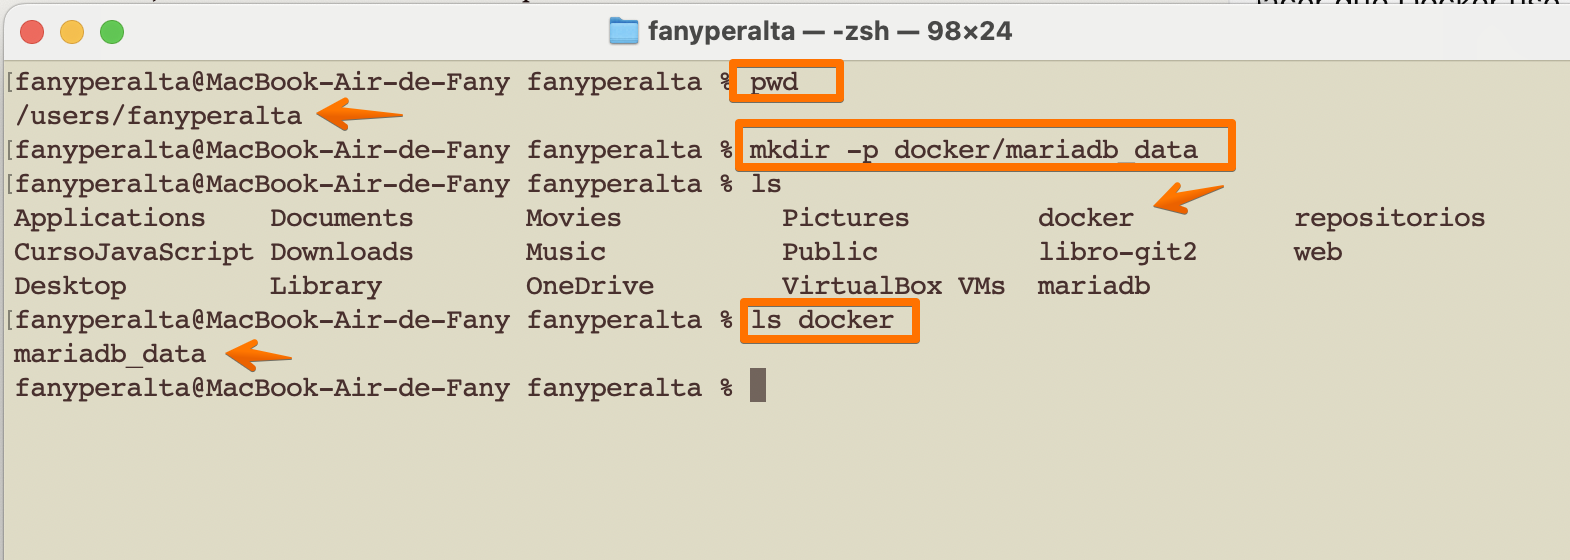 fanyperalta — -zsh — 98×24
[fanyperalta@MacBook-Air-de-Fany fanyperalta % pwd
/users/fanyperalta
[fanyperalta@MacBook-Air-de-Fany fanyperalta % mkdir -p docker/mariadb_data
[fanyperalta@MacBook-Air-de-Fany fanyperalta % ls
Applications Documents Movies Pictures docker repositorios
CursoJavaScript Downloads Music Public libro-git2 web
Desktop Library OneDrive VirtualBox VMs mariadb
[fanyperalta@MacBook-Air-de-Fany fanyperalta % ls docker
mariadb_data
fanyperalta@MacBook-Air-de-Fany fanyperalta %